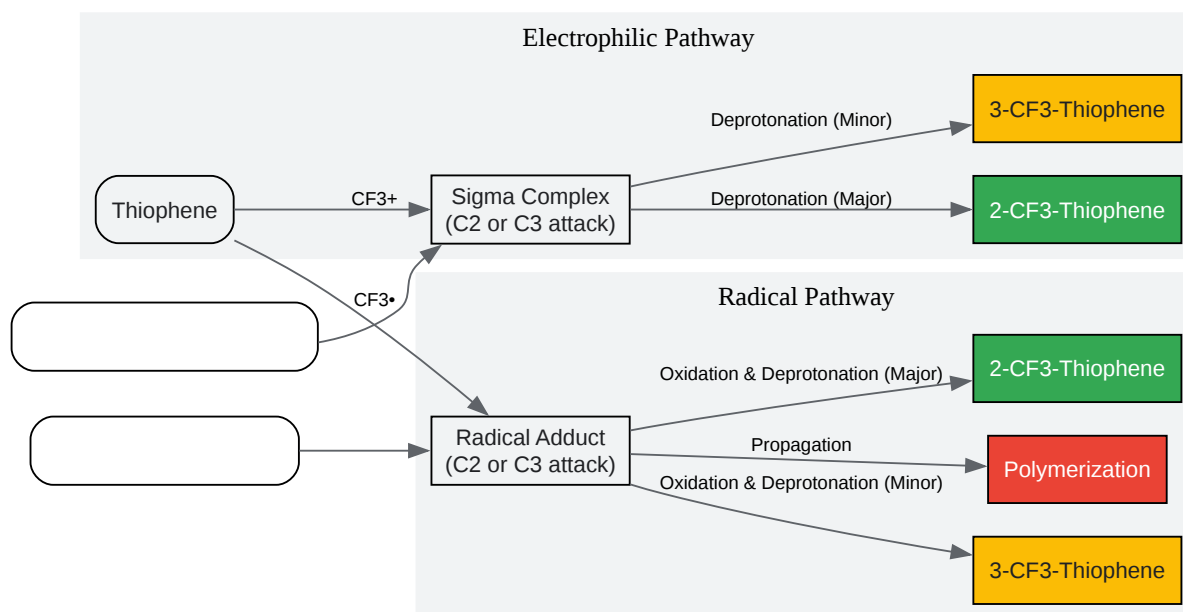 Electrophilic Pathway
3-CF3-Thiophene
Deprotonation (Minor)
Thiophene
CF3+
Sigma Complex
(C2 or C3 attack)
Deprotonation (Major)
2-CF3-Thiophene
CF3•
Radical Pathway
Oxidation & Deprotonation (Major)
2-CF3-Thiophene
Radical Adduct
(C2 or C3 attack)
Propagation
Polymerization
Oxidation & Deprotonation (Minor)
3-CF3-Thiophene